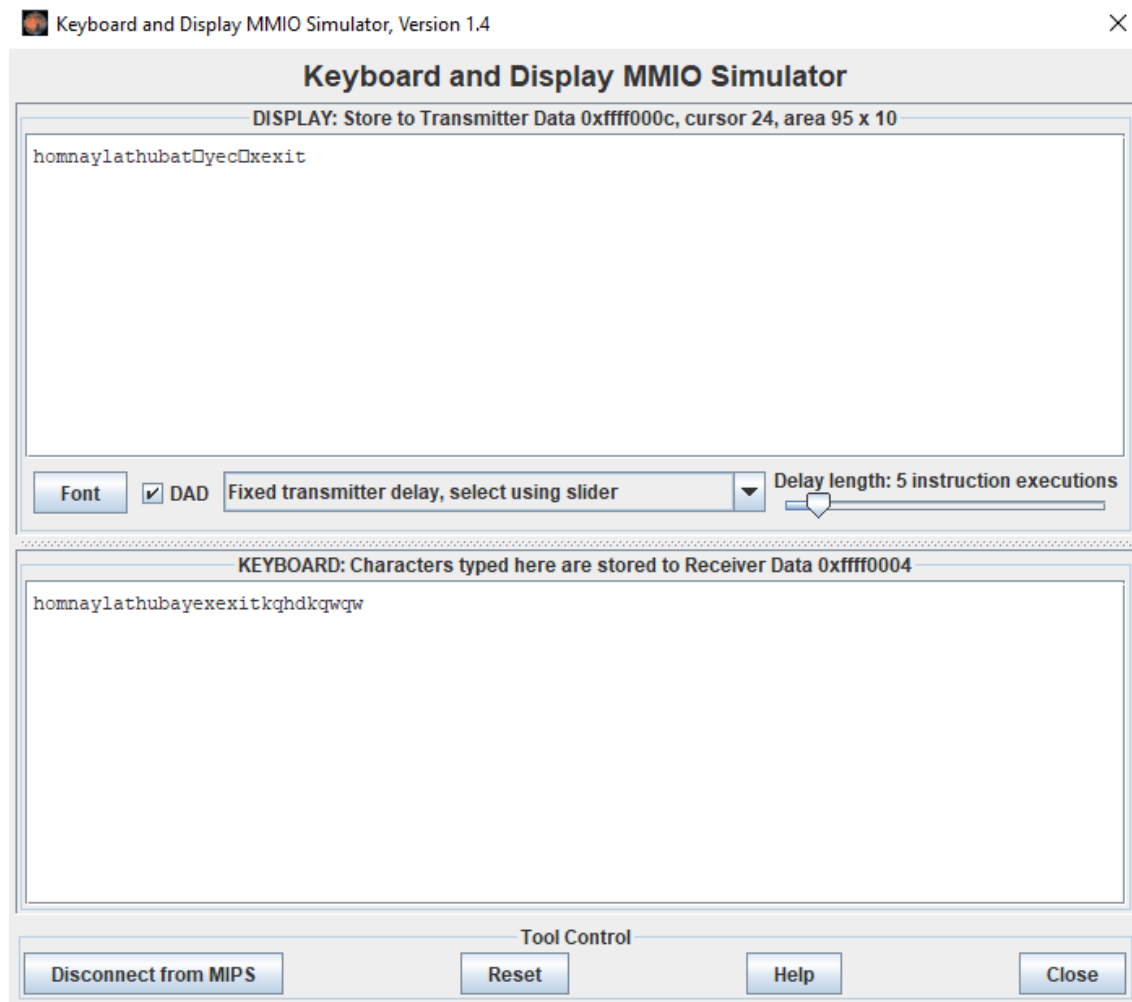 Keyboard and Display MMIO Simulator, Version 1.4
Keyboard and Display MMIO Simulator
DISPLAY: Store to Transmitter Data 0xffff000c, cursor 24, area 95 x 10
homnaylathubat□yec□xexit
Font
DAD
Fixed transmitter delay, select using slider
Delay length: 5 instruction executions
KEYBOARD: Characters typed here are stored to Receiver Data 0xffff0004
homnaylathubayexexitkqhdkqwqw
Tool Control
Disconnect from MIPS
Reset
Help
Close